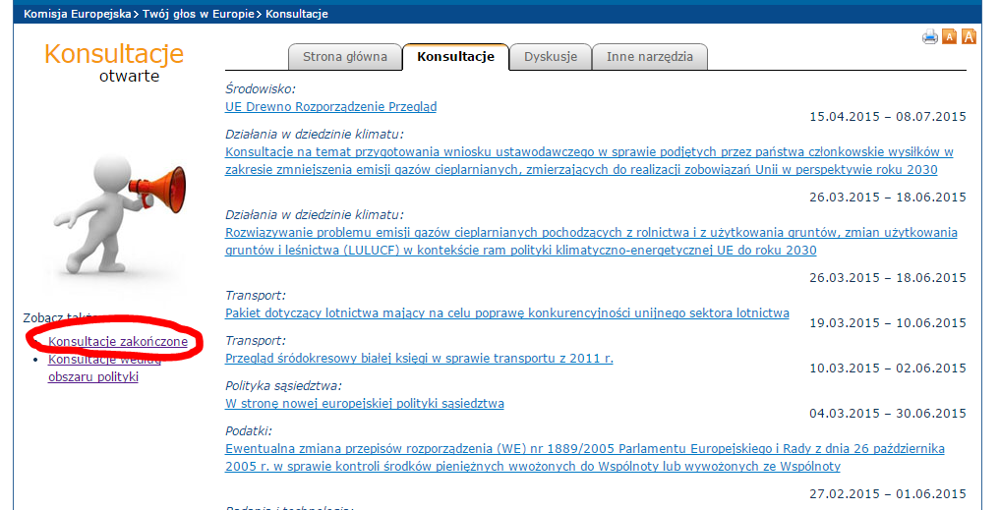 Komisja Europejska > Twój głos w Europie > Konsultacje
Konsultacje
otwarte
Strona główna
Konsultacje
Dyskusje
Inne narzędzia
A
A
Środowisko:
UE Drewno Rozporządzenie Przegląd
15.04.2015 – 08.07.2015
Działania w dziedzinie klimatu:
Konsultacje na temat przygotowania wniosku ustawodawczego w sprawie podjętych przez państwa członkowskie wysiłków w
zakresie zmniejszenia emisji gazów cieplarnianych, zmierzających do realizacji zobowiązań Unii w perspektywie roku 2030
26.03.2015 – 18.06.2015
Działania w dziedzinie klimatu:
Rozwiązywanie problemu emisji gazów cieplarnianych pochodzących z rolnictwa i z użytkowania gruntów, zmian użytkowania
gruntów i leśnictwa (LULUCF) w kontekście ram polityki klimatyczno-energetycznej UE do roku 2030
26.03.2015 – 18.06.2015
Transport:
Pakiet dotyczący lotnictwa mający na celu poprawę konkurencyjności unijnego sektora lotnictwa
19.03.2015 – 10.06.2015
Transport:
Przegląd śródokresowy białej księgi w sprawie transportu z 2011 r.
10.03.2015 – 02.06.2015
Polityka sąsiedztwa:
W stronę nowej europejskiej polityki sąsiedztwa
04.03.2015 – 30.06.2015
Podatki:
Ewentualna zmiana przepisów rozporządzenia (WE) nr 1889/2005 Parlamentu Europejskiego i Rady z dnia 26 października
2005 r. w sprawie kontroli środków pieniężnych wwożonych do Wspólnoty lub wywożonych ze Wspólnoty
27.02.2015 – 01.06.2015
Zobacz także
Konsultacje zakończone
Konsultacje według
obszaru polityki